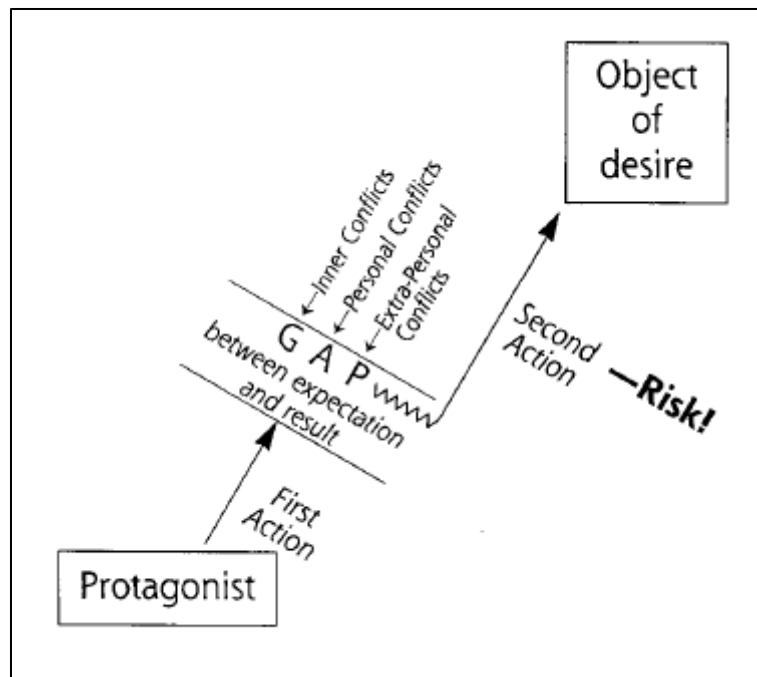 Object
of
desire
←Inner Conflicts
←Personal Conflicts
←Extra-Personal
Conflicts
GAP
between expectation
and result
Second
Action
—Risk!
First
Action
Protagonist